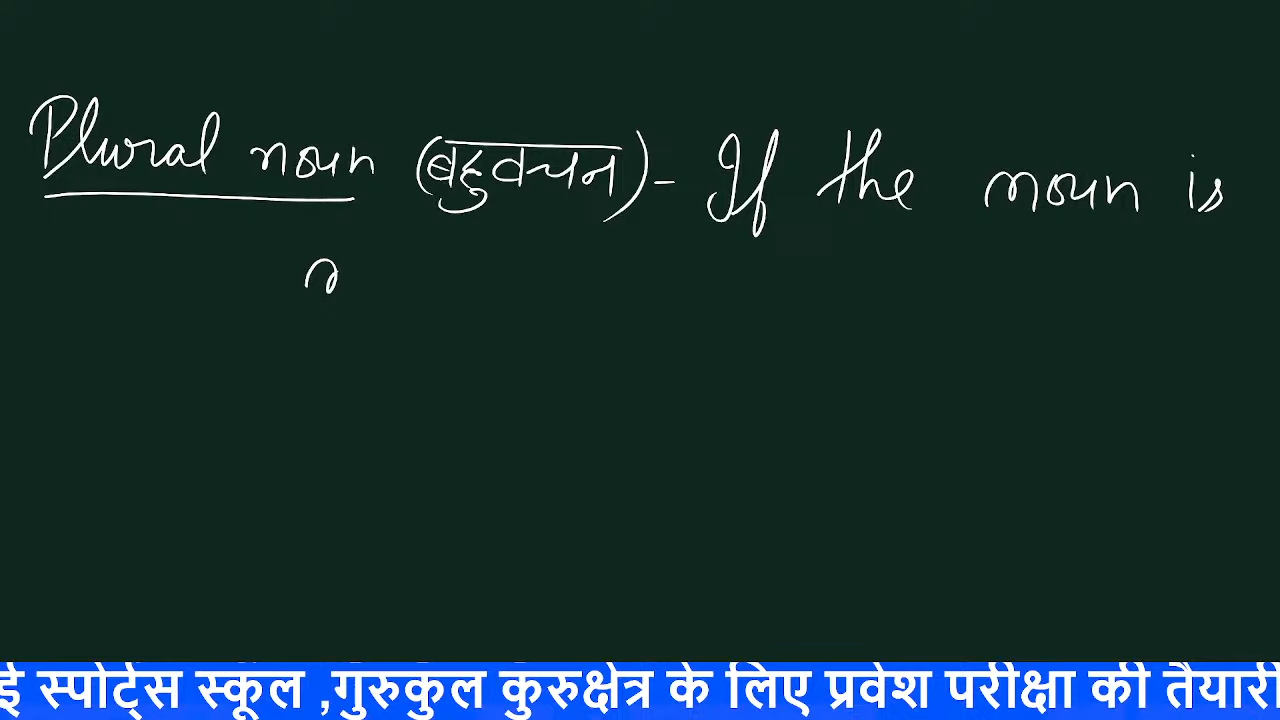 Plural noun (बहुवचन) - If the noun is
ई स्पोर्ट्स स्कूल ,गुरुकुल कुरुक्षेत्र के लिए प्रवेश परीक्षा की तैयारी